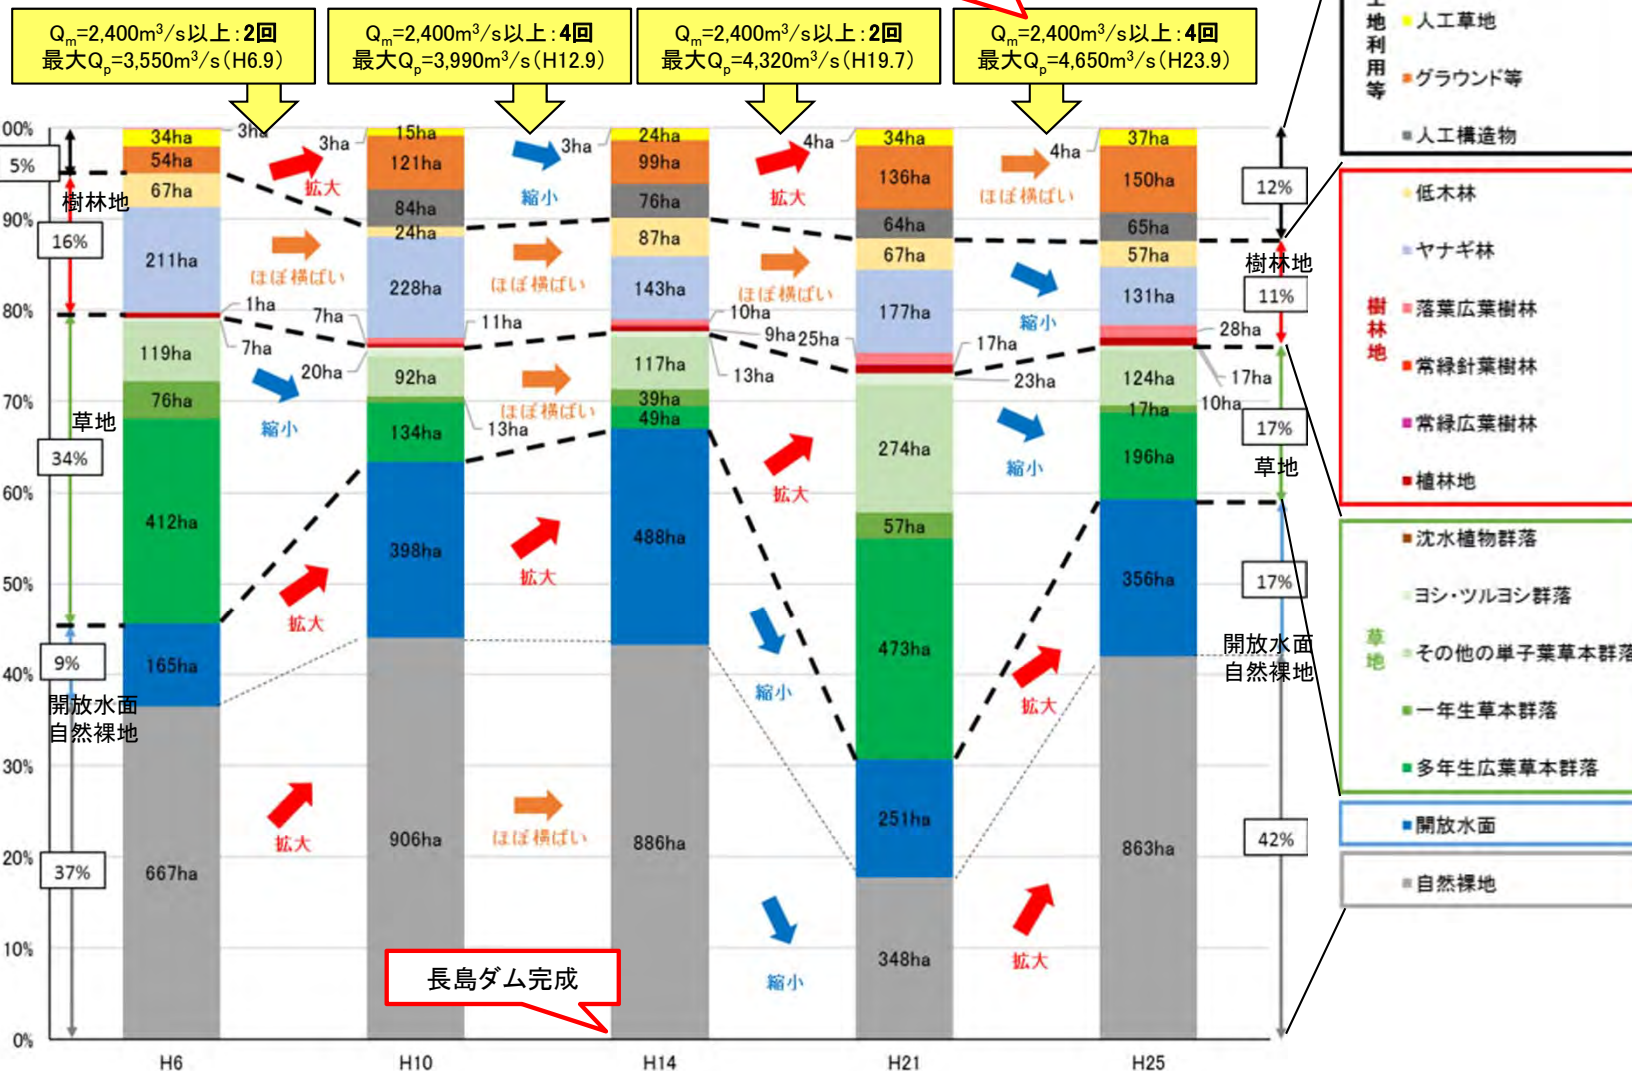 Qm=2,400m³/s以上:2回
最大Qp=3,550m³/s(H6.9)
Qm=2,400m³/s以上:4回
最大Qp=3,990m³/s(H12.9)
Qm=2,400m³/s以上:2回
最大Qp=4,320m³/s(H19.7)
Qm=2,400m³/s以上:4回
最大Qp=4,650m³/s(H23.9)
00%
90%
80%
70%
60%
50%
40%
30%
20%
10%
0%
5%
樹林地
16%
草地
34%
9%
開放水面
自然裸地
37%
3ha
34ha
54ha
67ha
211ha
1ha
7ha
119ha
76ha
412ha
165ha
667ha
H6
拡大
ほぼ横ばい
縮小
拡大
拡大
3ha
15ha
121ha
84ha
24ha
228ha
7ha
11ha
20ha
92ha
13ha
134ha
398ha
906ha
H10
縮小
ほぼ横ばい
ほぼ横ばい
拡大
ほぼ横ばい
長島ダム完成
3ha
24ha
99ha
76ha
87ha
143ha
10ha
9ha
13ha
117ha
39ha
49ha
488ha
886ha
H14
拡大
ほぼ横ばい
拡大
縮小
縮小
4ha
34ha
136ha
64ha
67ha
177ha
25ha
17ha
23ha
274ha
57ha
473ha
251ha
348ha
H21
ほぼ横ばい
縮小
縮小
拡大
拡大
4ha
37ha
150ha
65ha
57ha
131ha
28ha
17ha
10ha
124ha
17ha
196ha
356ha
863ha
H25
12%
樹林地
11%
17%
草地
17%
開放水面
自然裸地
42%
地利用等
人工草地
グラウンド等
人工構造物
樹林地
低木林
ヤナギ林
落葉広葉樹林
常緑針葉樹林
常緑広葉樹林
植林地
草地
沈水植物群落
ヨシ・ツルヨシ群落
その他の単子葉草本群落
一年生草本群落
多年生広葉草本群落
開放水面
自然裸地